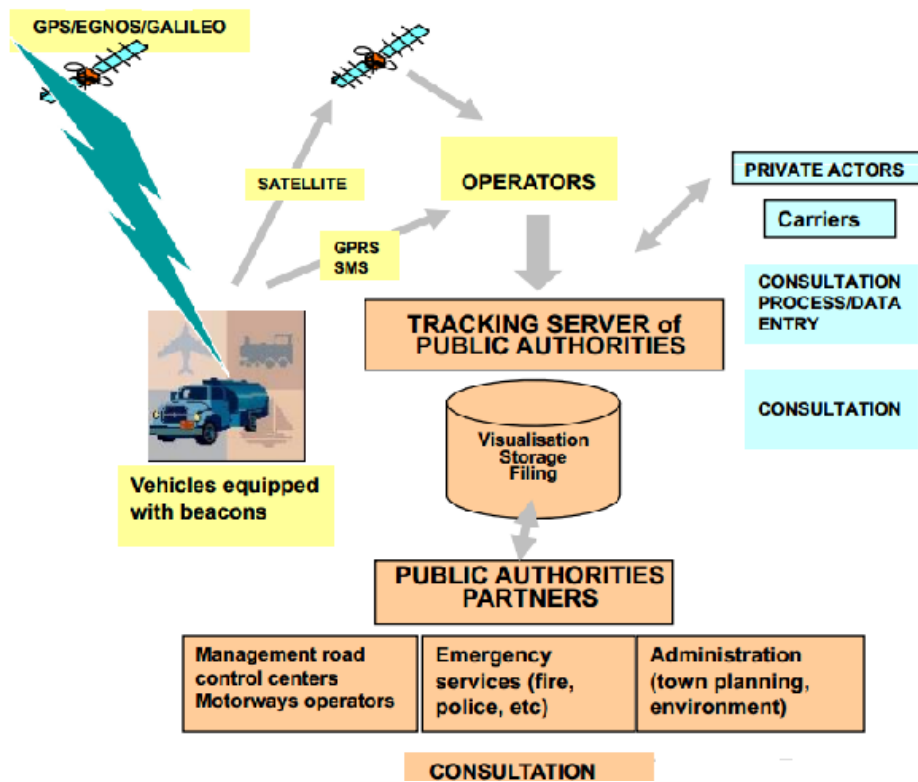 GPS/EGNOS/GALILEO
SATELLITE
OPERATORS
GPRS
SMS
PRIVATE ACTORS
Carriers
CONSULTATION
PROCESS/DATA
ENTRY
CONSULTATION
TRACKING SERVER of
PUBLIC AUTHORITIES
Visualisation
Storage
Filing
Vehicles equipped
with beacons
PUBLIC AUTHORITIES
PARTNERS
Management road
control centers
Motorways operators
Emergency
services (fire,
police, etc)
Administration
(town planning,
environment)
CONSULTATION